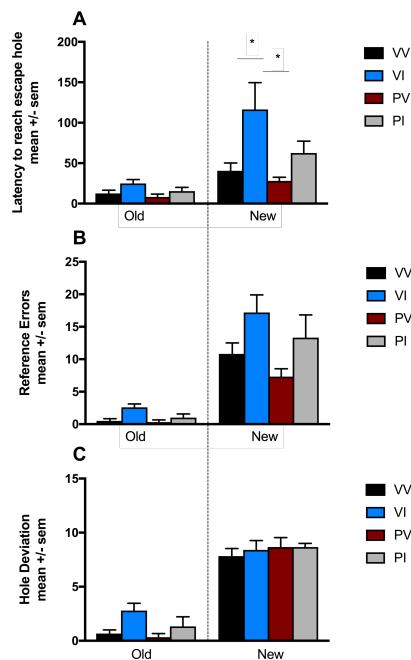 A
Latency to reach escape hole
mean +/- sem
200
150
100
50
0
*
*
Old
New
VV
VI
PV
PI
B
Reference Errors
mean +/- sem
25
20
15
10
5
0
Old
New
VV
VI
PV
PI
C
Hole Deviation
mean +/- sem
15
10
5
0
Old
New
VV
VI
PV
PI